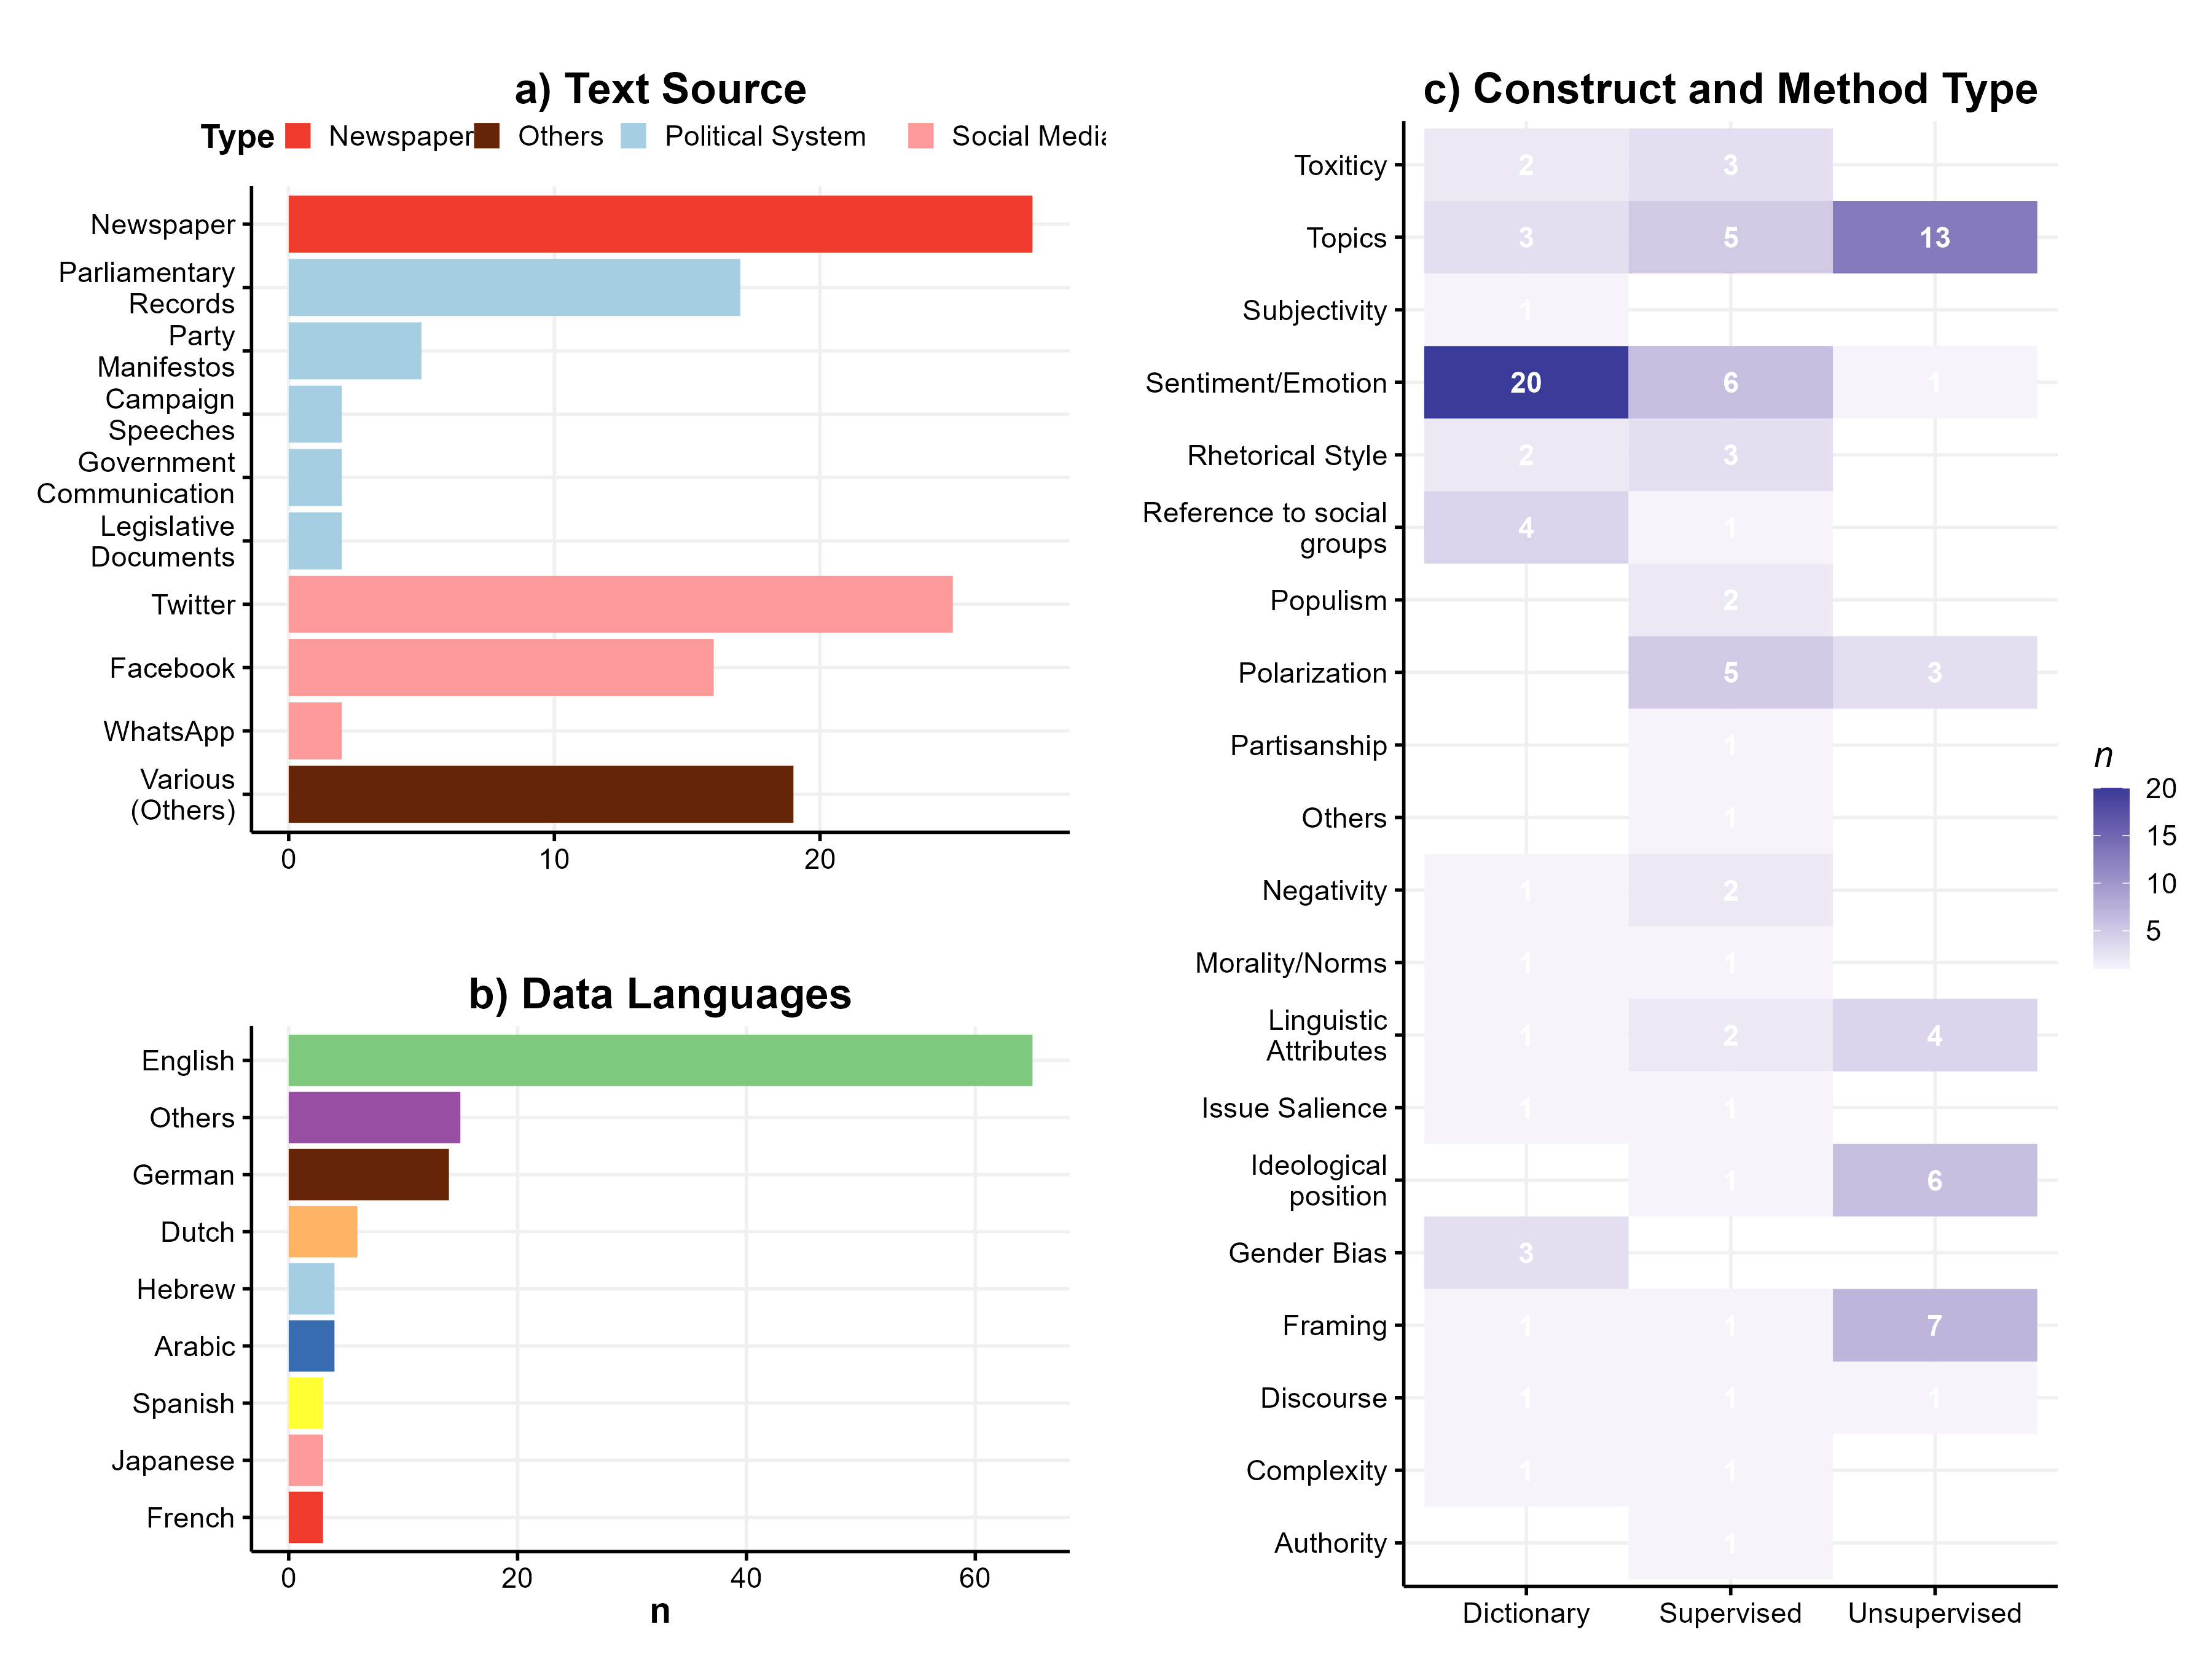 a) Text Source
Type Newspaper Others Political System Social Media
Newspaper
Parliamentary
Records
Party
Manifestos
Campaign
Speeches
Government
Communication
Legislative
Documents
Twitter
Facebook
WhatsApp
Various
(Others)
0 10 20
b) Data Languages
English
Others
German
Dutch
Hebrew
Arabic
Spanish
Japanese
French
0 20 40 60
n
c) Construct and Method Type
Toxiticy 2 3
Topics 3 5 13
Subjectivity 1
Sentiment/Emotion 20 6 1
Rhetorical Style 2 3
Reference to social
groups 4 1
Populism 2
Polarization 5 3
Partisanship 1
Others 1
Negativity 1 2
Morality/Norms 1 1
Linguistic
Attributes 1 2 4
Issue Salience 1 1
Ideological
position 1 6
Gender Bias 3
Framing 1 1 7
Discourse 1 1 1
Complexity 1 1
Authority 1
Dictionary Supervised Unsupervised
n
20
15
10
5